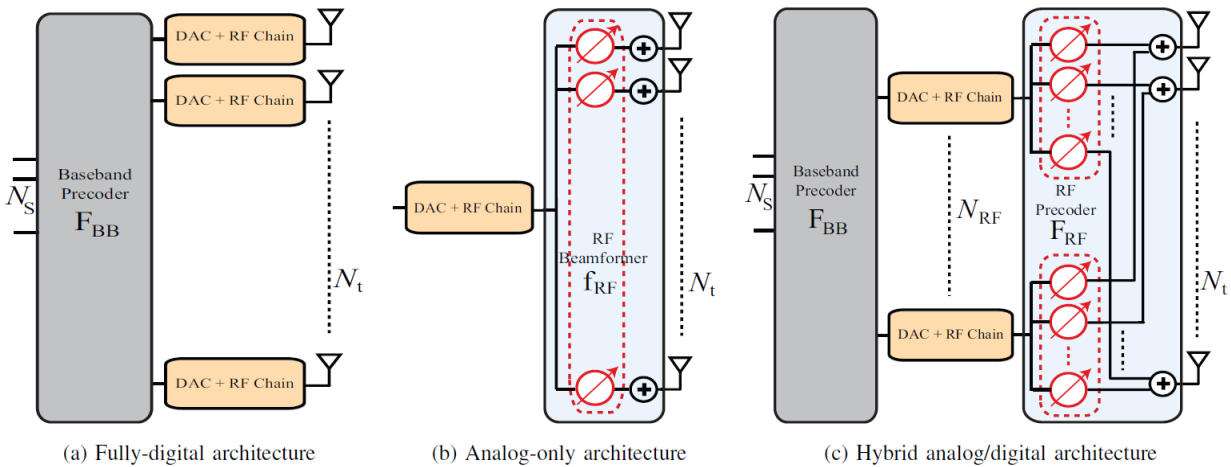 DAC + RF Chain
DAC + RF Chain
Baseband
Precoder
F_BB
N_S
N_t
DAC + RF Chain
(a) Fully-digital architecture
DAC + RF Chain
RF
Beamformer
f_RF
N_t
(b) Analog-only architecture
N_S
Baseband
Precoder
F_BB
DAC + RF Chain
N_RF
DAC + RF Chain
RF
Precoder
F_RF
N_t
(c) Hybrid analog/digital architecture